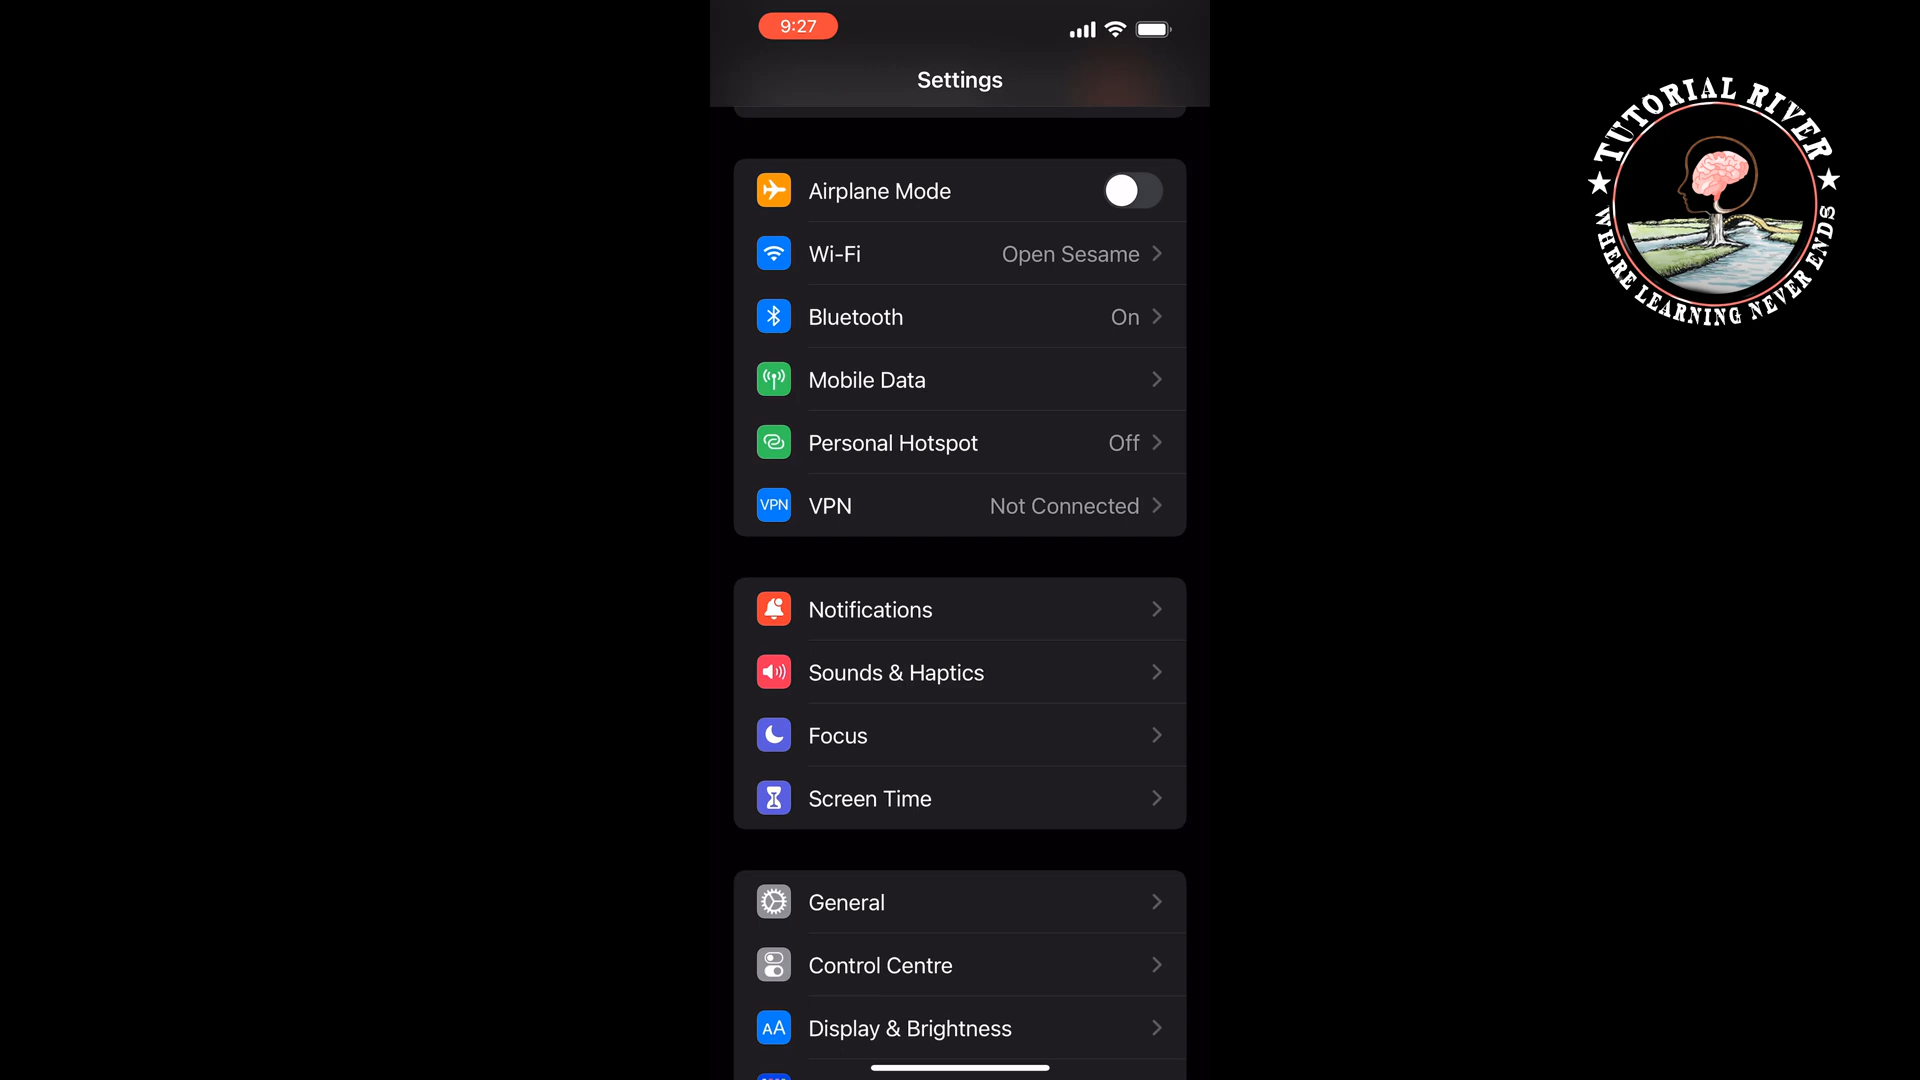 9:27
Settings
Airplane Mode
Wi-Fi
Open Sesame
Bluetooth
On
Mobile Data
Personal Hotspot
Off
VPN
VPN
Not Connected
Notifications
Sounds & Haptics
Focus
Screen Time
General
Control Centre
AA
Display & Brightness
TUTORIAL RIVER
WHERE LEARNING NEVER ENDS